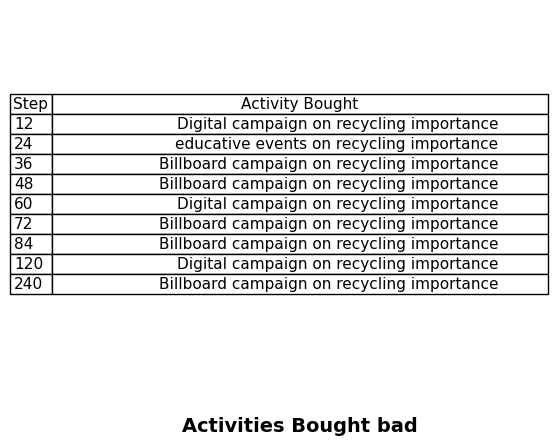 Step Activity Bought
12 Digital campaign on recycling importance
24 educative events on recycling importance
36 Billboard campaign on recycling importance
48 Billboard campaign on recycling importance
60 Digital campaign on recycling importance
72 Billboard campaign on recycling importance
84 Billboard campaign on recycling importance
120 Digital campaign on recycling importance
240 Billboard campaign on recycling importance
Activities Bought bad